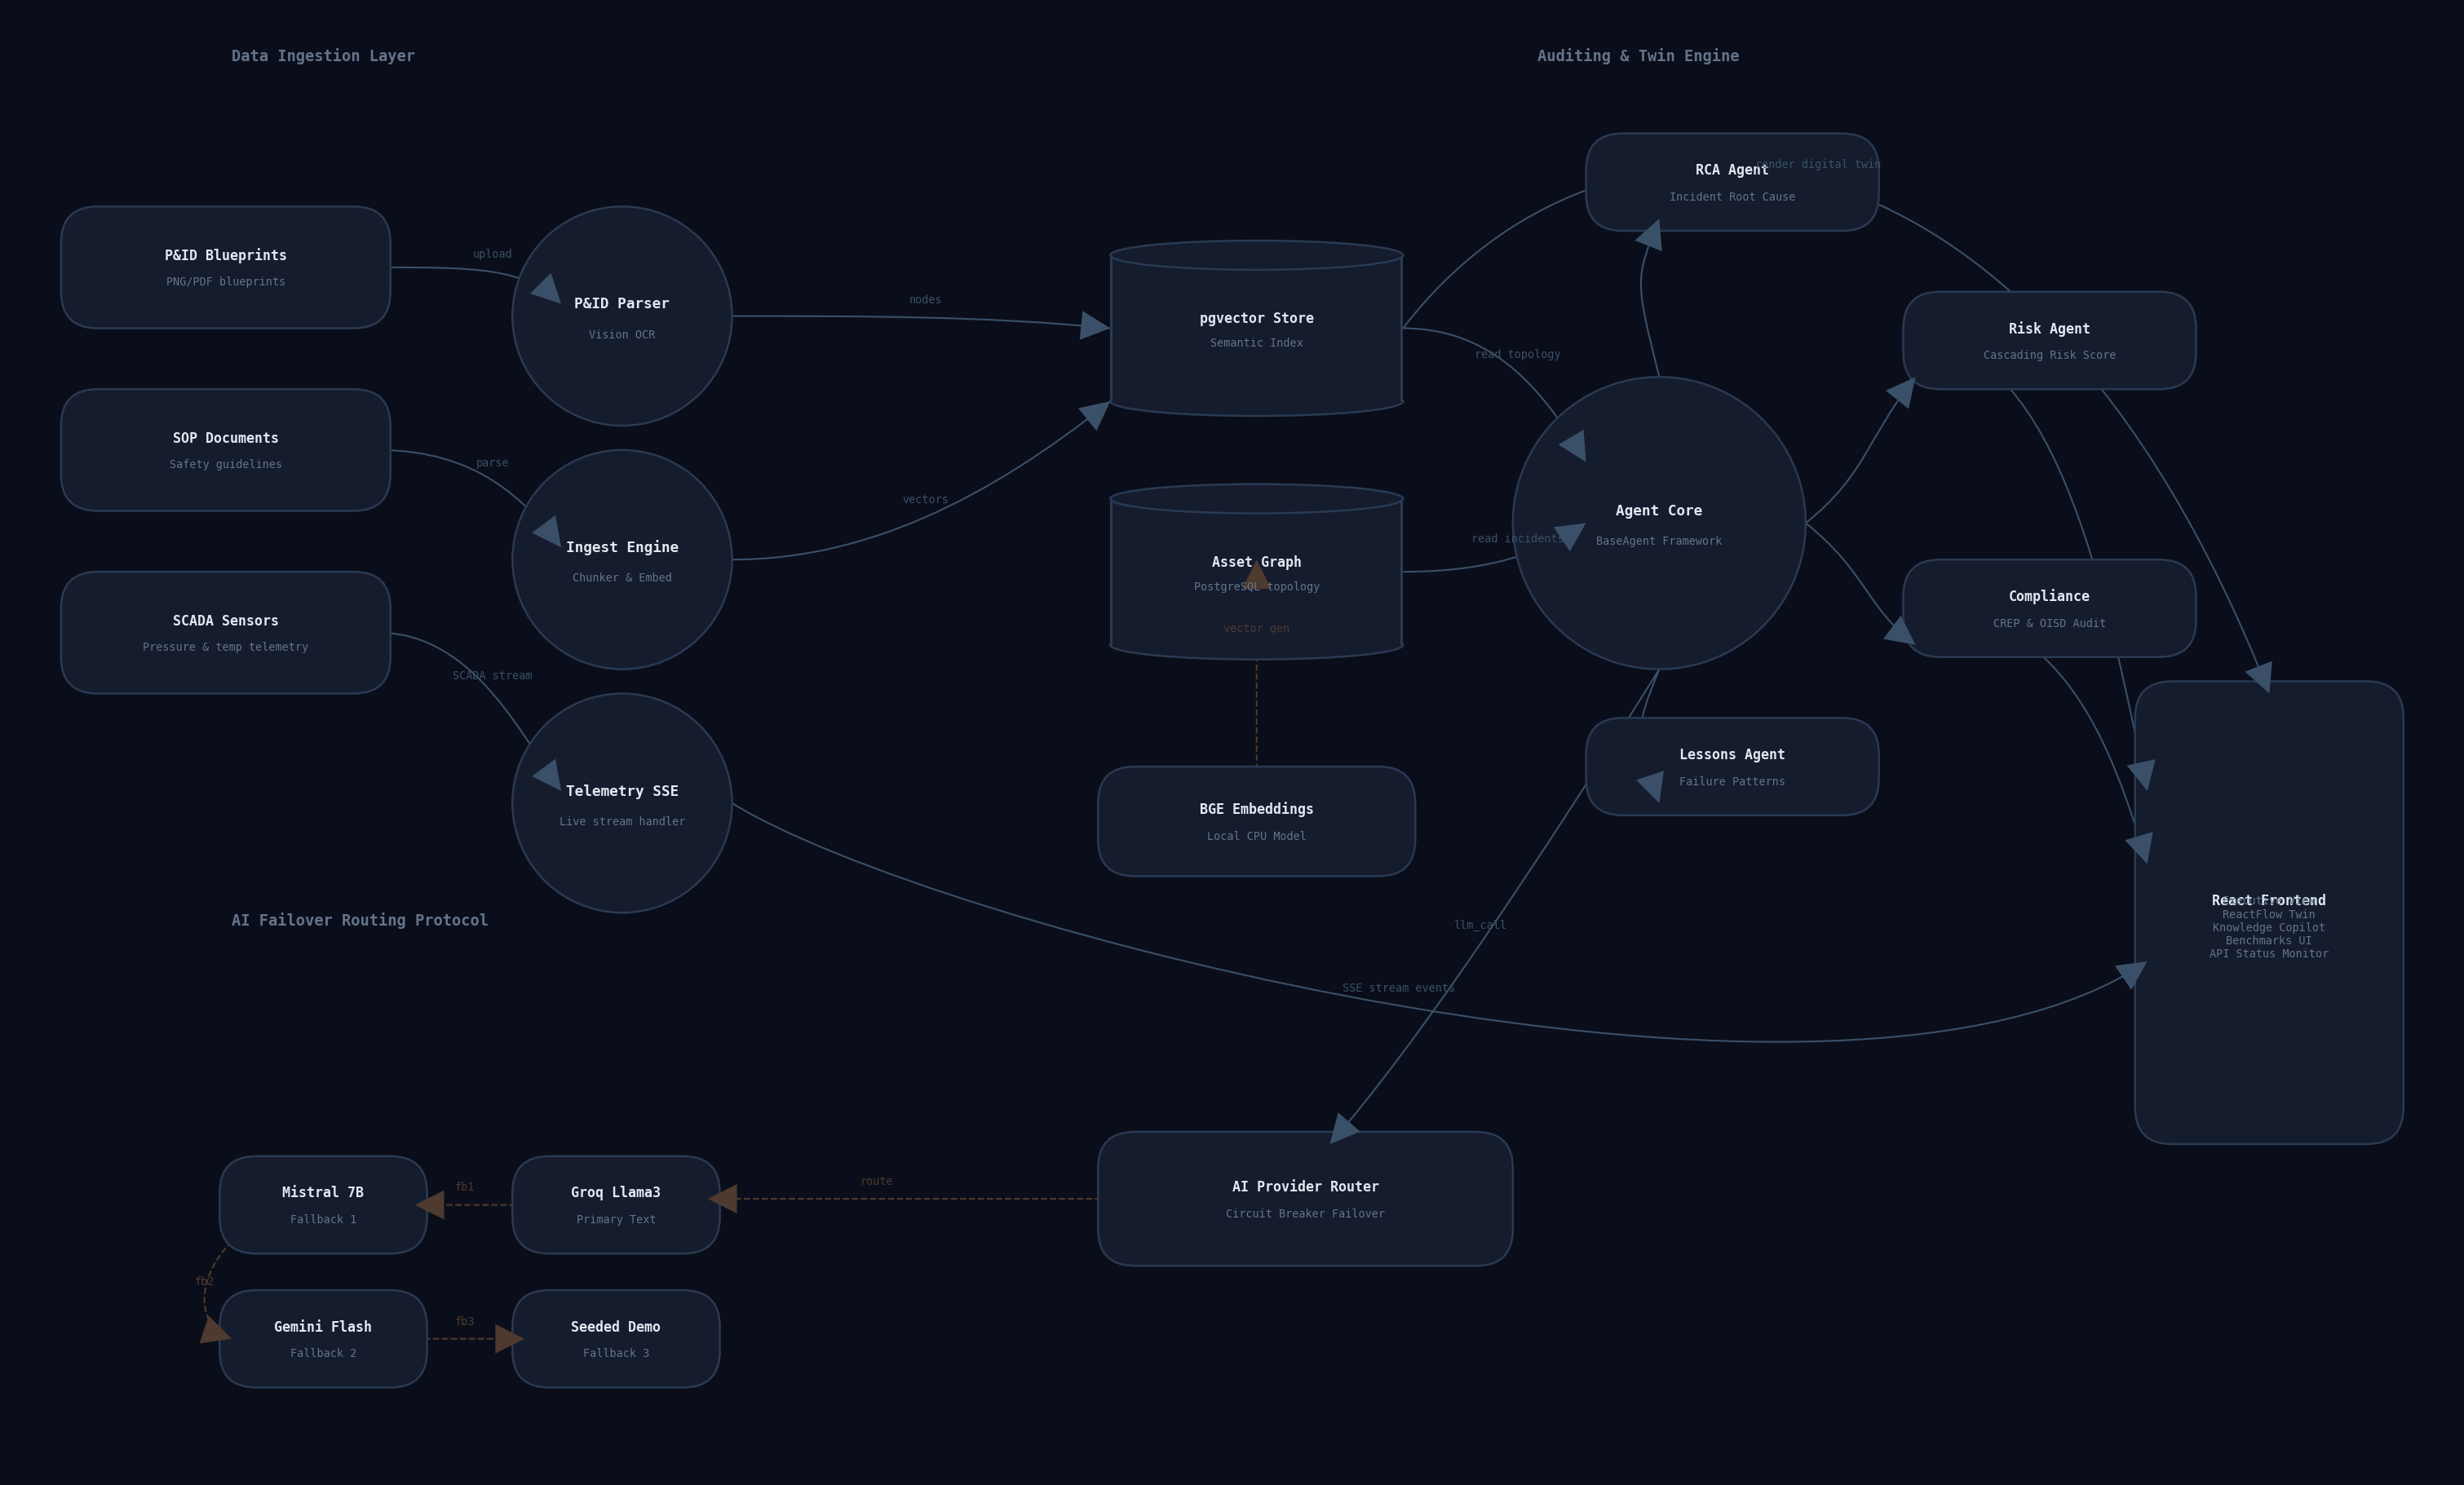 Data Ingestion Layer
Auditing & Twin Engine
P&ID Blueprints
PNG/PDF blueprints
upload
P&ID Parser
Vision OCR
nodes
SOP Documents
Safety guidelines
parse
Ingest Engine
Chunker & Embed
vectors
SCADA Sensors
Pressure & temp telemetry
SCADA stream
Telemetry SSE
Live stream handler
pgvector Store
Semantic Index
read topology
Asset Graph
PostgreSQL topology
vector gen
read incidents
BGE Embeddings
Local CPU Model
RCA Agent
render digital twin
Incident Root Cause
Risk Agent
Cascading Risk Score
Agent Core
BaseAgent Framework
Compliance
CREP & OISD Audit
Lessons Agent
Failure Patterns
llm_call
SSE stream events
React Frontend
ReactFlow Twin
Knowledge Copilot
Benchmarks UI
API Status Monitor
AI Failover Routing Protocol
AI Provider Router
Circuit Breaker Failover
route
Groq Llama3
Primary Text
fb1
Mistral 7B
Fallback 1
fb2
Gemini Flash
Fallback 2
fb3
Seeded Demo
Fallback 3